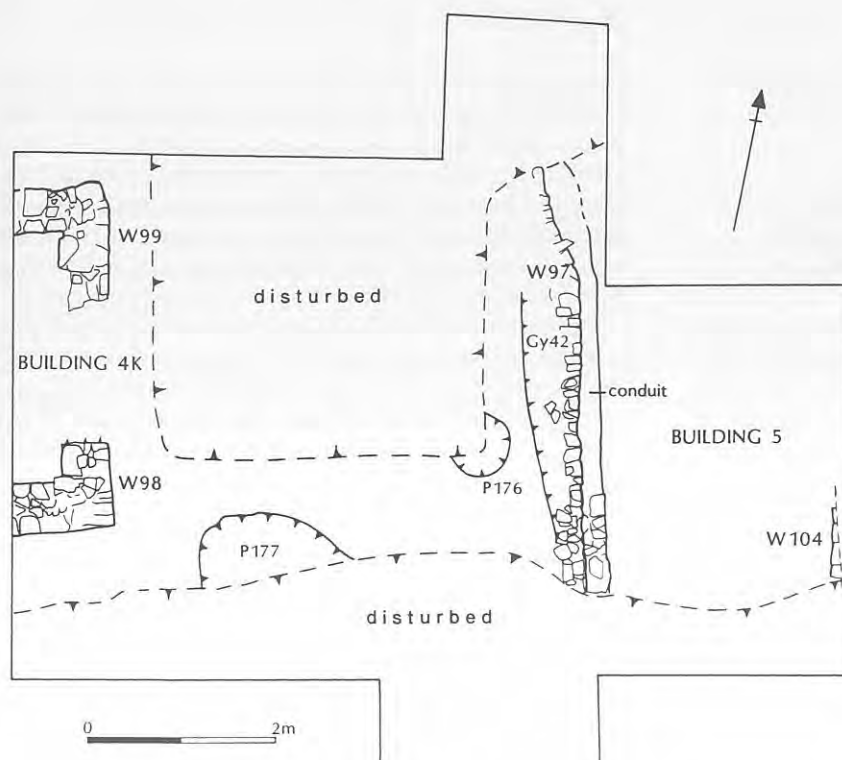 W99
W97
disturbed
Gy42
BUILDING 4K
conduit
BUILDING 5
W98
P176
W104
P177
disturbed
0 2m